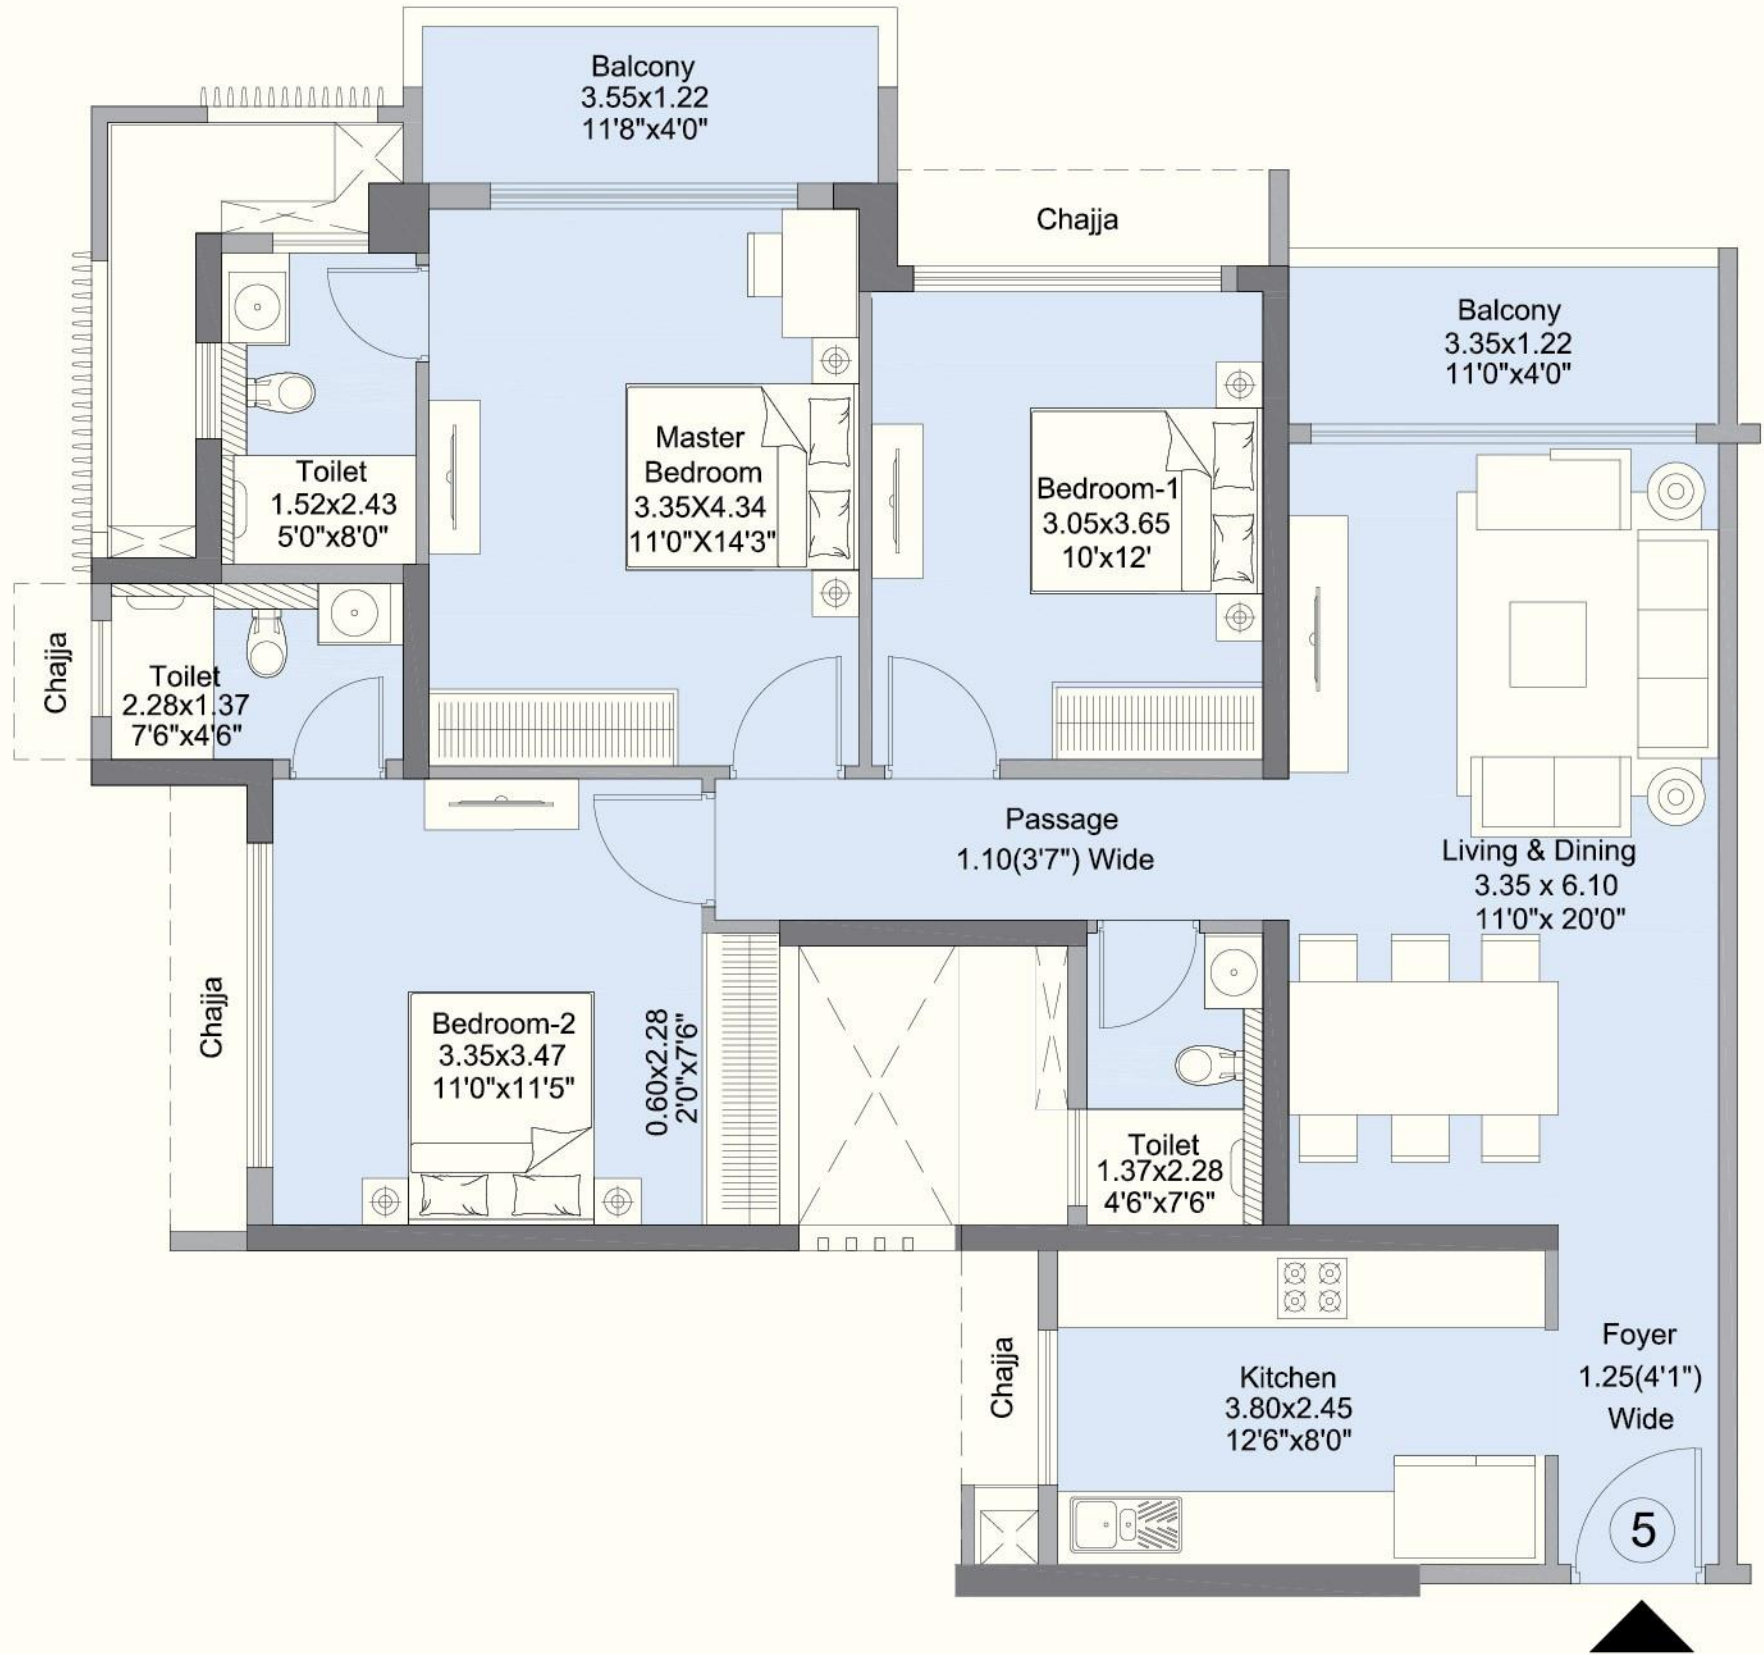 Balcony
3.55x1.22
11'8"x4'0"
Chajja
Balcony
3.35x1.22
11'0"x4'0"
Toilet
1.52x2.43
5'0"x8'0"
Master
Bedroom
3.35X4.34
11'0"X14'3"
Bedroom-1
3.05x3.65
10'x12'
Chajja
Toilet
2.28x1.37
7'6"x4'6"
Passage
1.10(3'7") Wide
Living & Dining
3.35 x 6.10
11'0"x 20'0"
Chajja
Bedroom-2
3.35x3.47
11'0"x11'5"
0.60x2.28
2'0"x7'6"
Toilet
1.37x2.28
4'6"x7'6"
Chajja
Kitchen
3.80x2.45
12'6"x8'0"
Foyer
1.25(4'1")
Wide
5